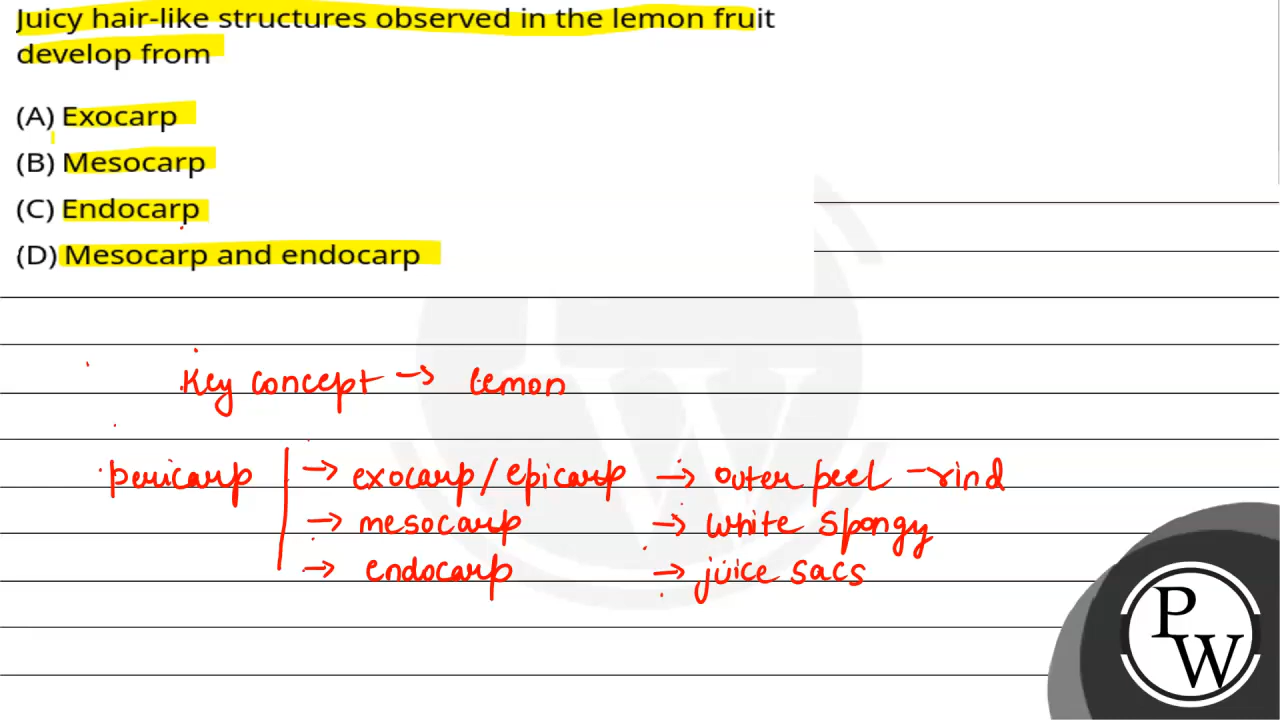 Juicy hair-like structures observed in the lemon fruit
develop from
(A) Exocarp
(B) Mesocarp
(C) Endocarp
(D) Mesocarp and endocarp
Key concept → lemon
Pericarp → exocarp/epicarp → outer peel - rind
→ mesocarp → white spongy
→ endocarp → juice sacs
P
W